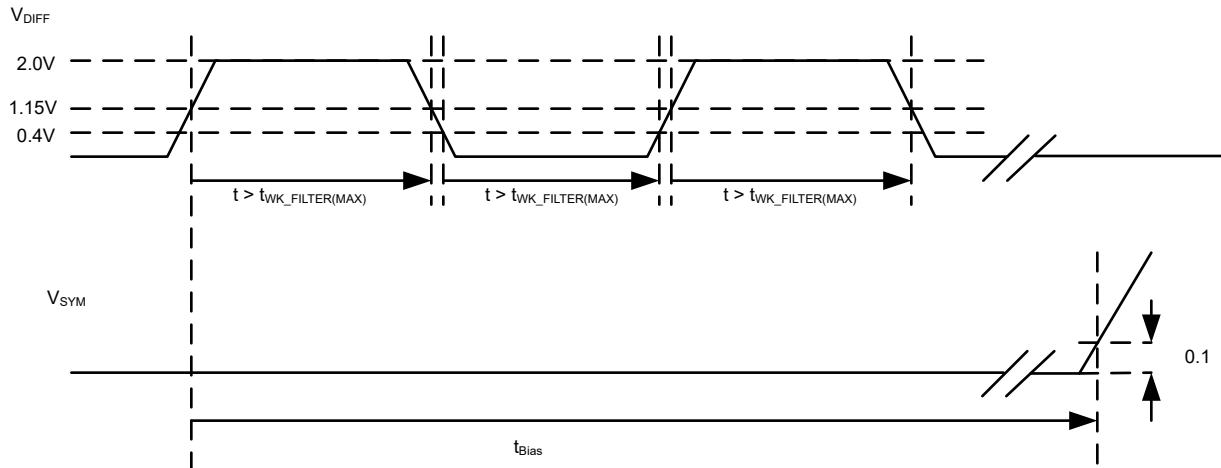 VDIFF
2.0V
1.15V
0.4V
t > tWK_FILTER(MAX)
t > tWK_FILTER(MAX)
t > tWK_FILTER(MAX)
VSYM
0.1
tBias